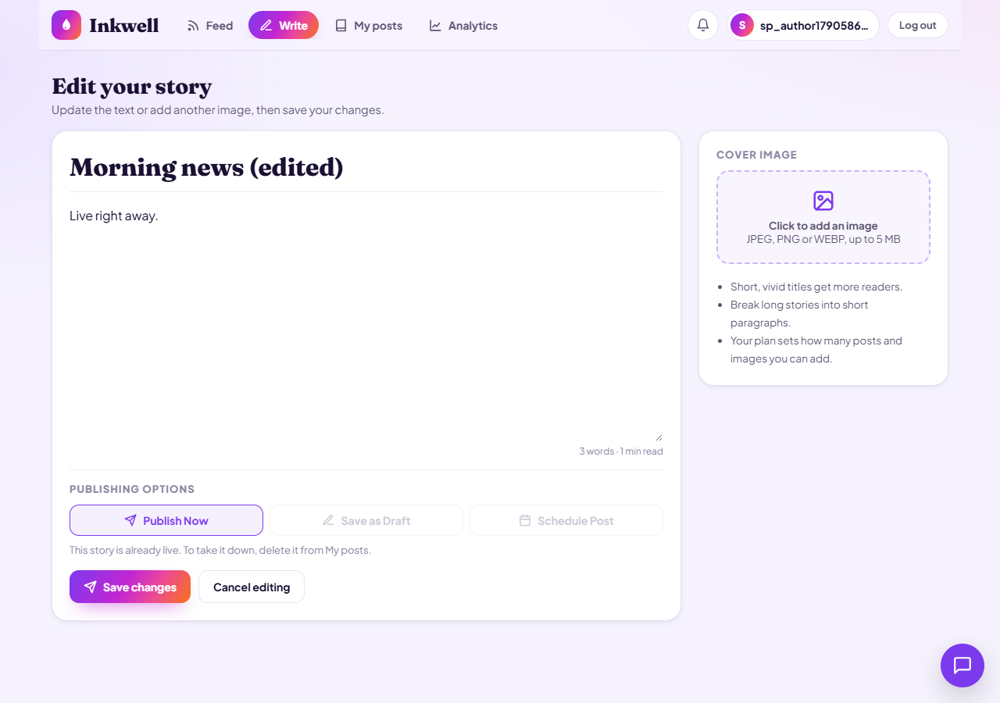 Inkwell
Feed
Write
My posts
Analytics
S
sp_author1790586...
Log out
Edit your story
Update the text or add another image, then save your changes.
Morning news (edited)
Live right away.
3 words · 1 min read
PUBLISHING OPTIONS
Publish Now
Save as Draft
Schedule Post
This story is already live. To take it down, delete it from My posts.
Save changes
Cancel editing
COVER IMAGE
Click to add an image
JPEG, PNG or WEBP, up to 5 MB
Short, vivid titles get more readers.
Break long stories into short
paragraphs.
Your plan sets how many posts and
images you can add.